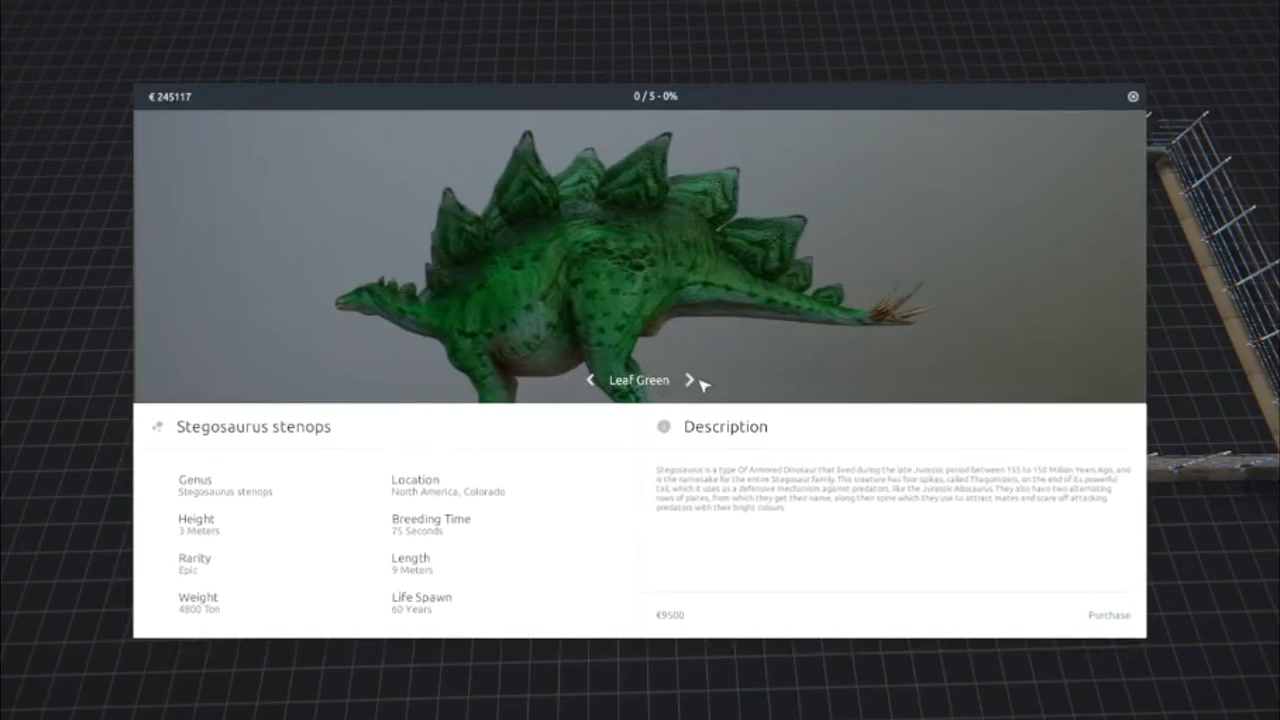 € 245117
0 / 5 - 0%
Leaf Green
Stegosaurus stenops
Description
Genus
Stegosaurus stenops
Location
North America, Colorado
Height
3 Meters
Breeding Time
75 Seconds
Rarity
Epic
Length
9 Meters
Weight
4800 Ton
Life Spawn
60 Years
Stegosaurus is a type Of Armored Dinosaur that lived during the late Jurassic period between 155 to 150 Million Years Ago, and
is the namesake for the entire Stegosaur family. This creature has four spikes, called Thagomizers, on the end of its powerful
tail, which it uses as a defensive mechanism against predators, like the Jurassic Allosaurus. They also have two alternating
rows of plates, from which they get their name, along their spine which they use to attract mates and scare off attacking
predators with their bright colours.
€9500
Purchase